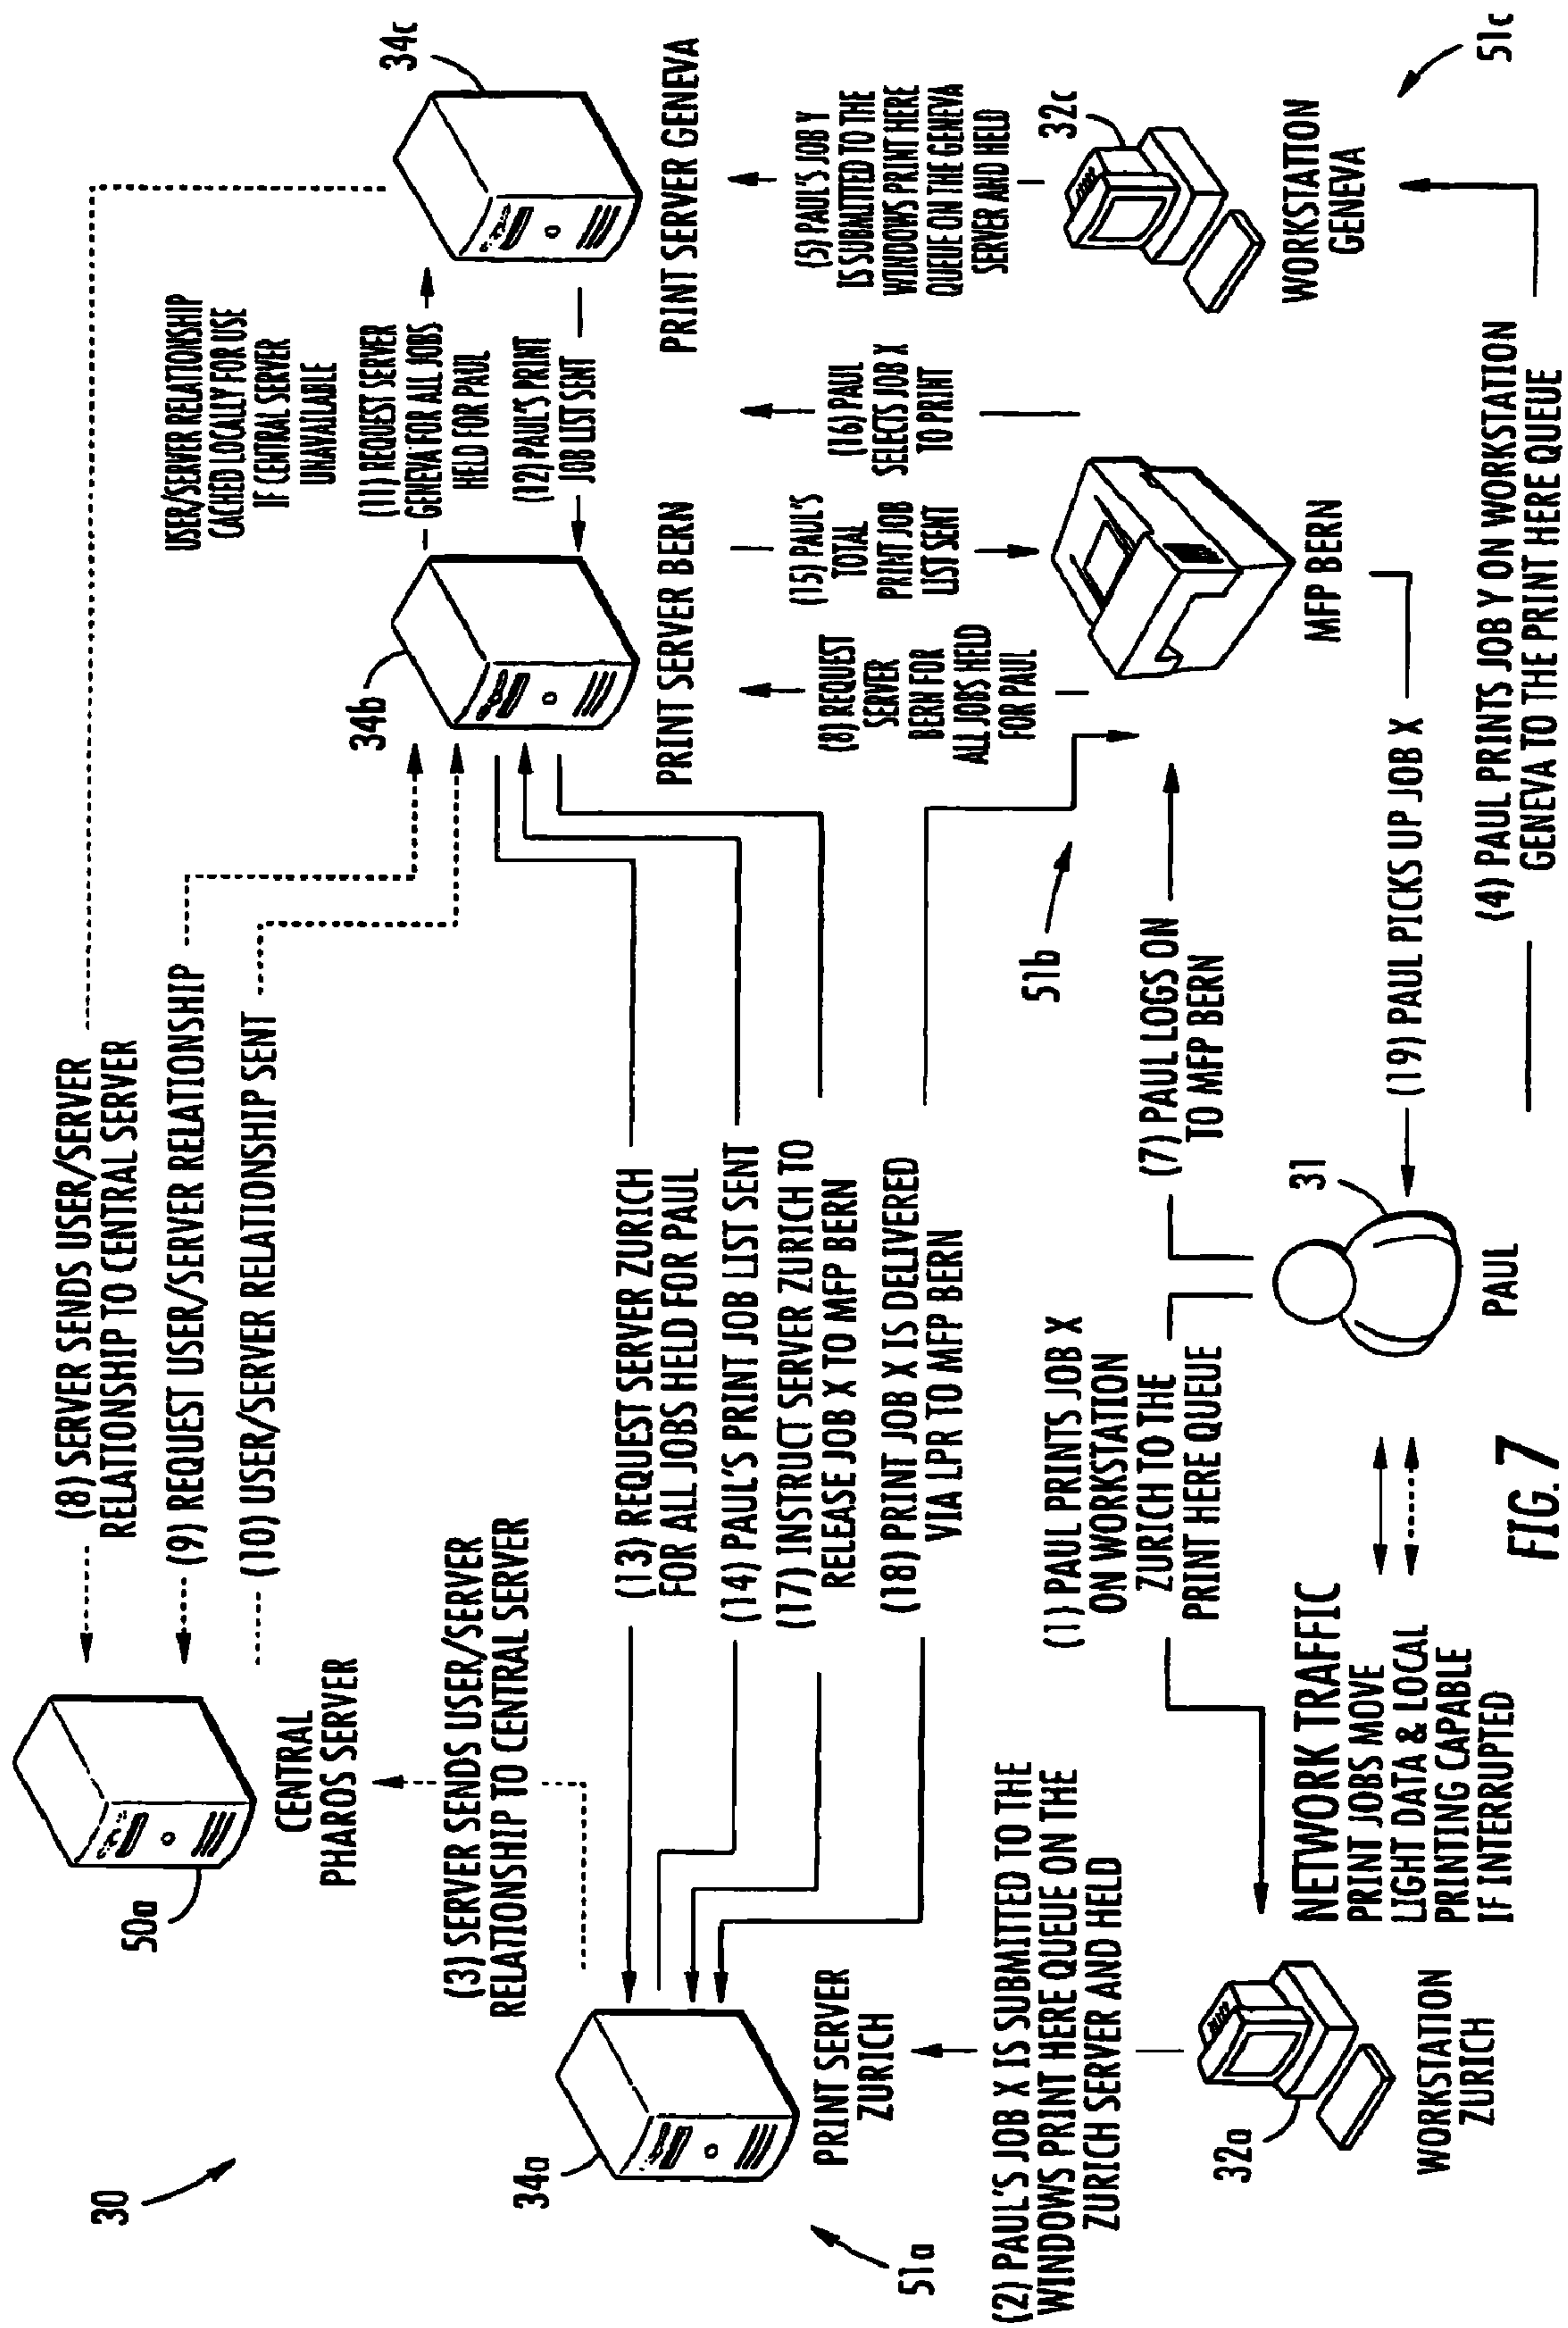 30
50a
CENTRAL
PHAROS SERVER
(8) SERVER SENDS USER/SERVER
RELATIONSHIP TO CENTRAL SERVER
(9) REQUEST USER/SERVER RELATIONSHIP
(10) USER/SERVER RELATIONSHIP SENT
USER/SERVER RELATIONSHIP
CACHED LOCALLY FOR USE
IF CENTRAL SERVER
UNAVAILABLE
(3) SERVER SENDS USER/SERVER
RELATIONSHIP TO CENTRAL SERVER
34a
PRINT SERVER
ZURICH
51a
34b
PRINT SERVER BERN
(11) REQUEST SERVER
GENEVA FOR ALL JOBS
HELD FOR PAUL
(12) PAUL'S PRINT
JOB LIST SENT
34c
PRINT SERVER GENEVA
(13) REQUEST SERVER ZURICH
FOR ALL JOBS HELD FOR PAUL
(14) PAUL'S PRINT JOB LIST SENT
(17) INSTRUCT SERVER ZURICH TO
RELEASE JOB X TO MFP BERN
(18) PRINT JOB X IS DELIVERED
VIA LPR TO MFP BERN
(8) REQUEST
SERVER
BERN FOR
ALL JOBS HELD
FOR PAUL
(15) PAUL'S
TOTAL
PRINT JOB
LIST SENT
(16) PAUL
SELECTS JOB X
TO PRINT
(5) PAUL'S JOB Y
IS SUBMITTED TO THE
WINDOWS PRINT HERE
QUEUE ON THE GENEVA
SERVER AND HELD
(2) PAUL'S JOB X IS SUBMITTED TO THE
WINDOWS PRINT HERE QUEUE ON THE
ZURICH SERVER AND HELD
(1) PAUL PRINTS JOB X
ON WORKSTATION
ZURICH TO THE
PRINT HERE QUEUE
51b
(7) PAUL LOGS ON
TO MFP BERN
MFP BERN
32c
WORKSTATION
GENEVA
51c
32a
WORKSTATION
ZURICH
NETWORK TRAFFIC
PRINT JOBS MOVE
LIGHT DATA & LOCAL
PRINTING CAPABLE
IF INTERRUPTED
31
PAUL
(19) PAUL PICKS UP JOB X
(4) PAUL PRINTS JOB Y ON WORKSTATION
GENEVA TO THE PRINT HERE QUEUE
FIG. 7